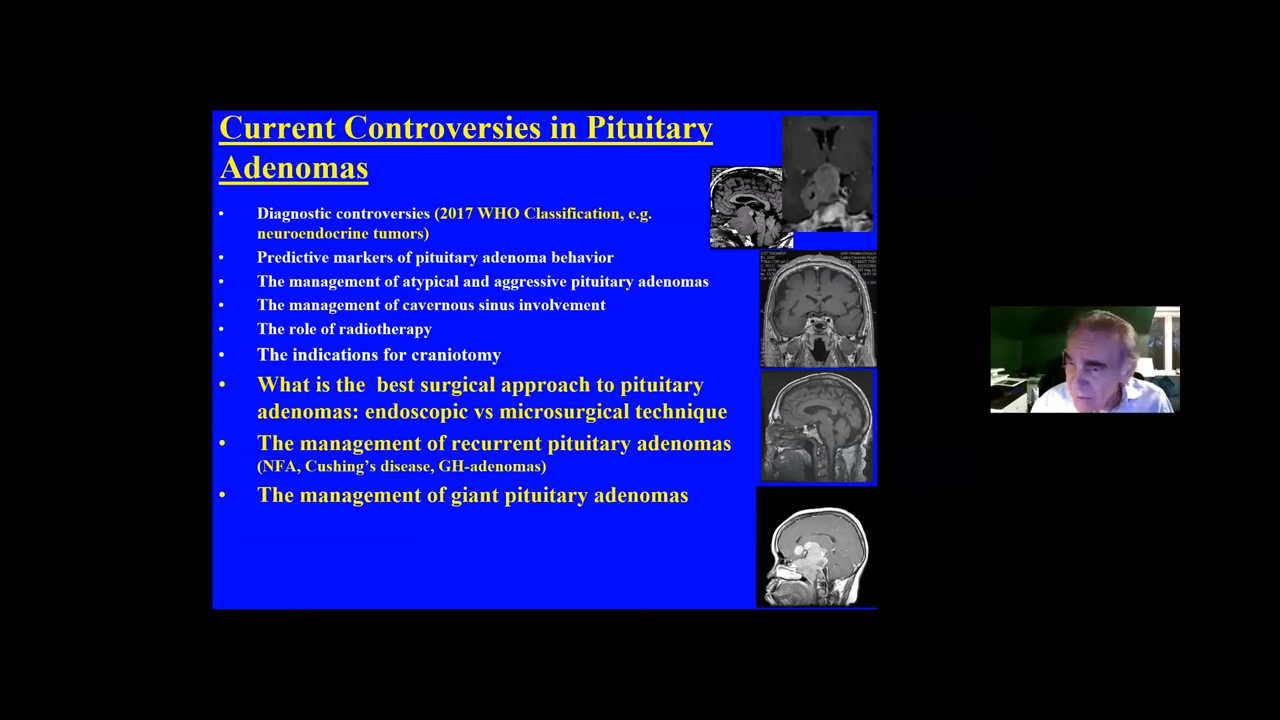 Current Controversies in Pituitary
Adenomas
• Diagnostic controversies (2017 WHO Classification, e.g.
neuroendocrine tumors)
• Predictive markers of pituitary adenoma behavior
• The management of atypical and aggressive pituitary adenomas
• The management of cavernous sinus involvement
• The role of radiotherapy
• The indications for craniotomy
• What is the  best surgical approach to pituitary
adenomas: endoscopic vs microsurgical technique
• The management of recurrent pituitary adenomas
(NFA, Cushing’s disease, GH-adenomas)
• The management of giant pituitary adenomas